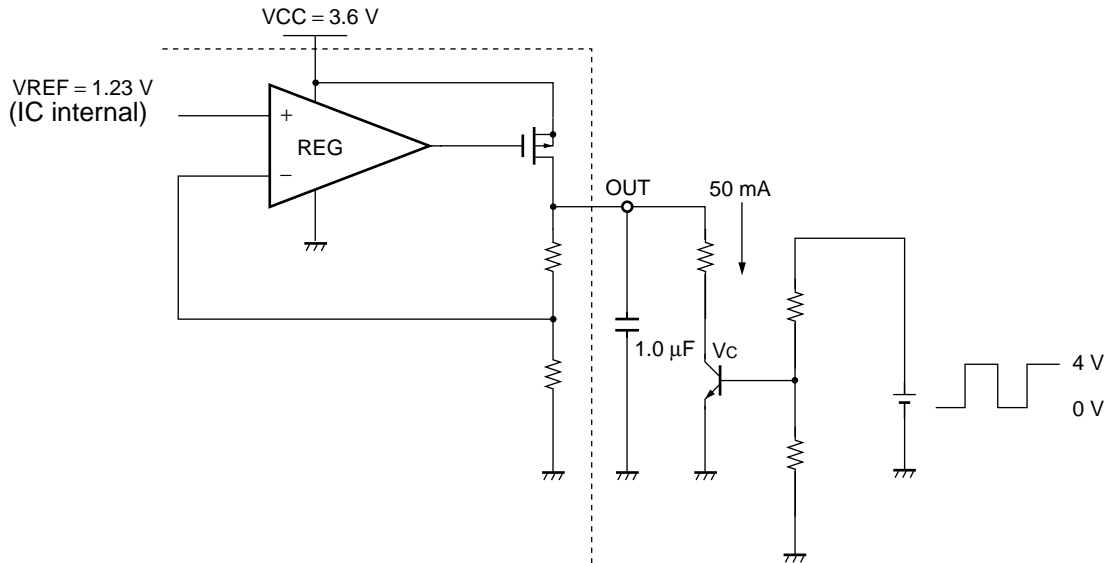 VCC = 3.6 V
VREF = 1.23 V
(IC internal)
+
REG
−
OUT
50 mA
1.0 μF
VC
4 V
0 V